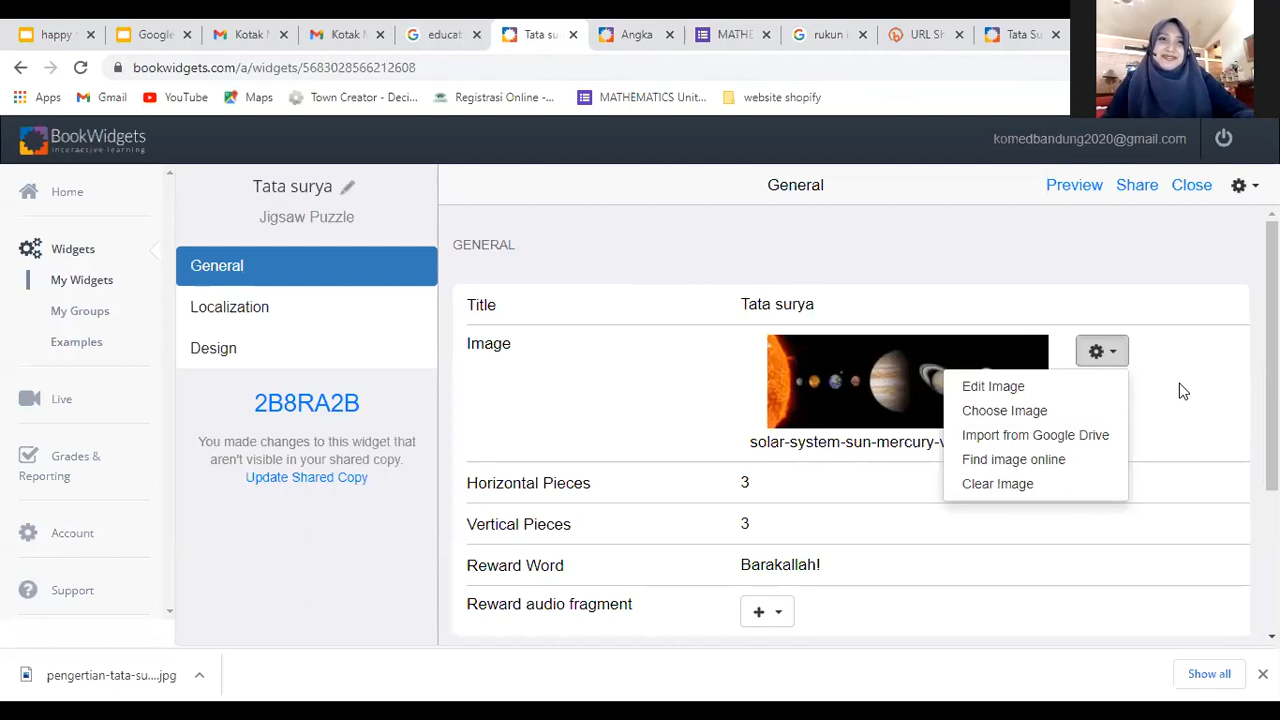 happy
Google
Kotak M
Kotak M
educat
Tata su
Angka
MATHE
rukun i
URL Sh
Tata Su
bookwidgets.com/a/widgets/5683028566212608
Apps
Gmail
YouTube
Maps
Town Creator - Deci...
Registrasi Online -...
MATHEMATICS Unit...
website shopify
BookWidgets
interactive learning
komedbandung2020@gmail.com
Home
Widgets
My Widgets
My Groups
Examples
Live
Grades &
Reporting
Account
Support
Tata surya
Jigsaw Puzzle
General
Localization
Design
2B8RA2B
You made changes to this widget that
aren't visible in your shared copy.
Update Shared Copy
General
Preview
Share
Close
GENERAL
Title
Tata surya
Image
solar-system-sun-mercury-v
Edit Image
Choose Image
Import from Google Drive
Find image online
Clear Image
Horizontal Pieces
3
Vertical Pieces
3
Reward Word
Barakallah!
Reward audio fragment
pengertian-tata-su....jpg
Show all